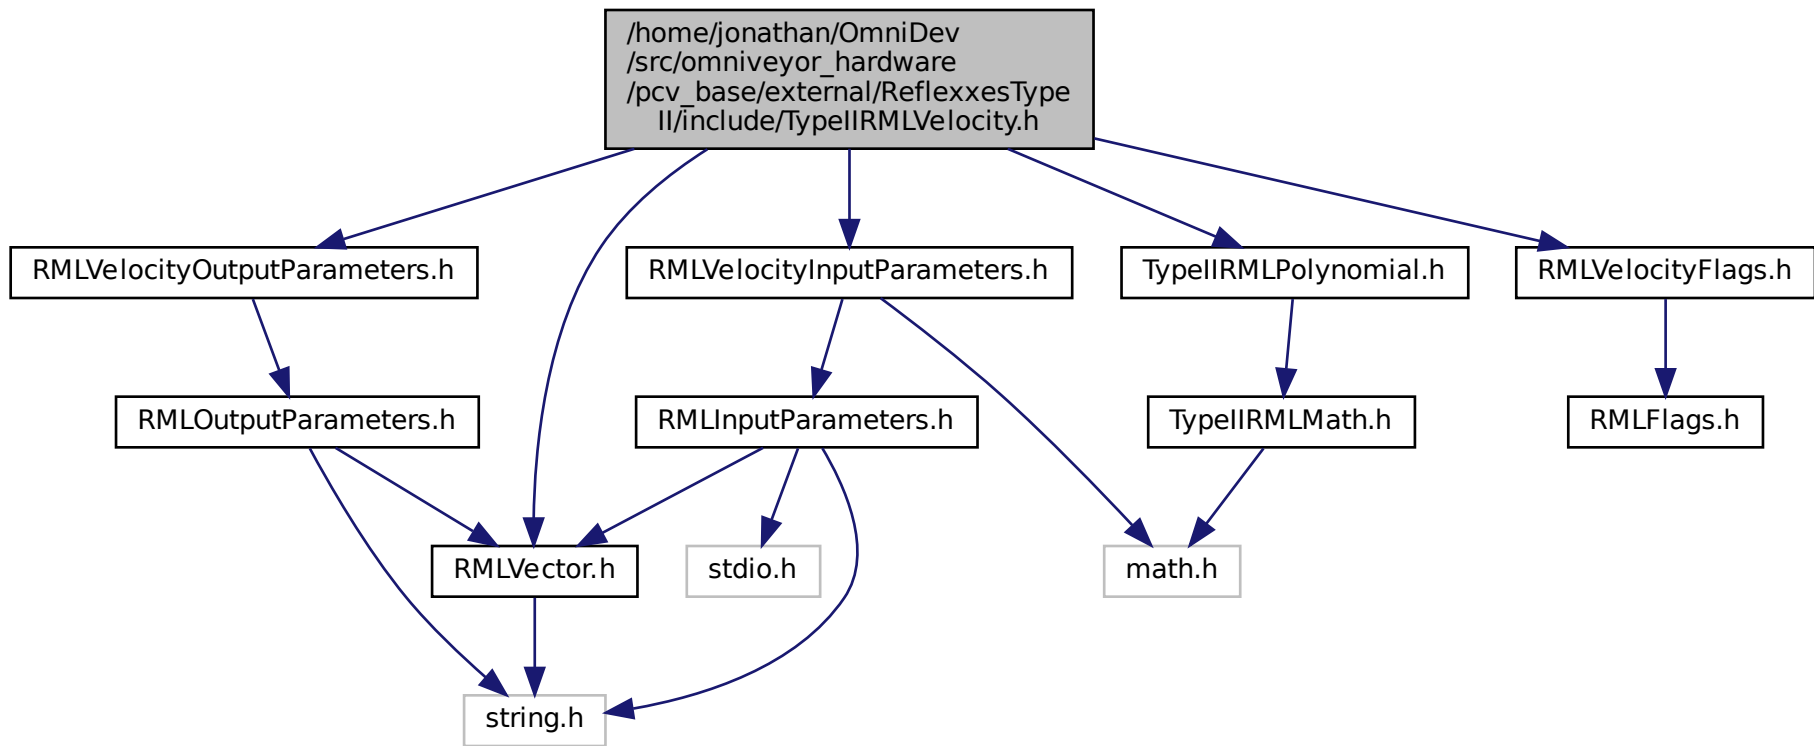 /home/jonathan/OmniDev
/src/omniveyor_hardware
/pcv_base/external/ReflexxesType
II/include/TypeIIRMLVelocity.h
RMLVelocityOutputParameters.h
RMLVelocityInputParameters.h
TypeIIRMLPolynomial.h
RMLVelocityFlags.h
RMLOutputParameters.h
RMLInputParameters.h
TypeIIRMLMath.h
RMLFlags.h
RMLVector.h
stdio.h
math.h
string.h